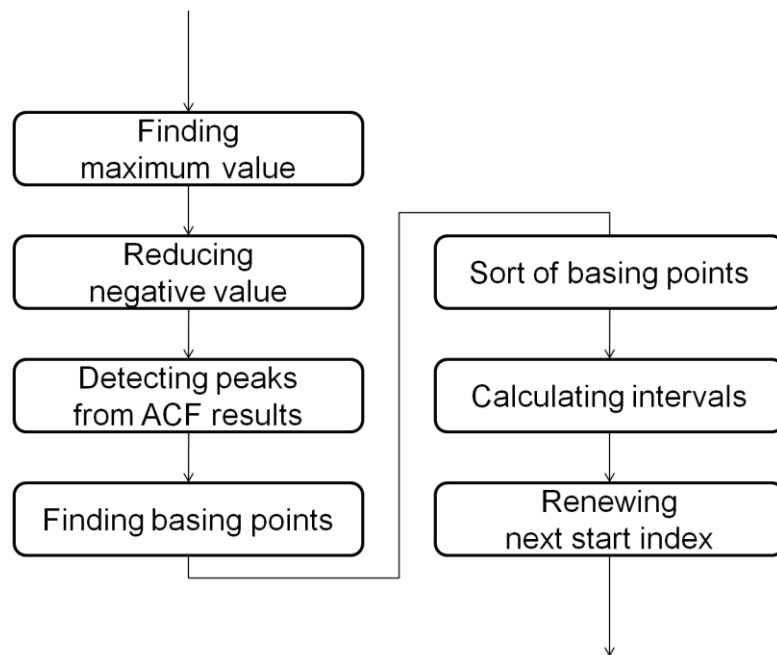 Finding
maximum value
Reducing
negative value
Detecting peaks
from ACF results
Finding basing points
Sort of basing points
Calculating intervals
Renewing
next start index